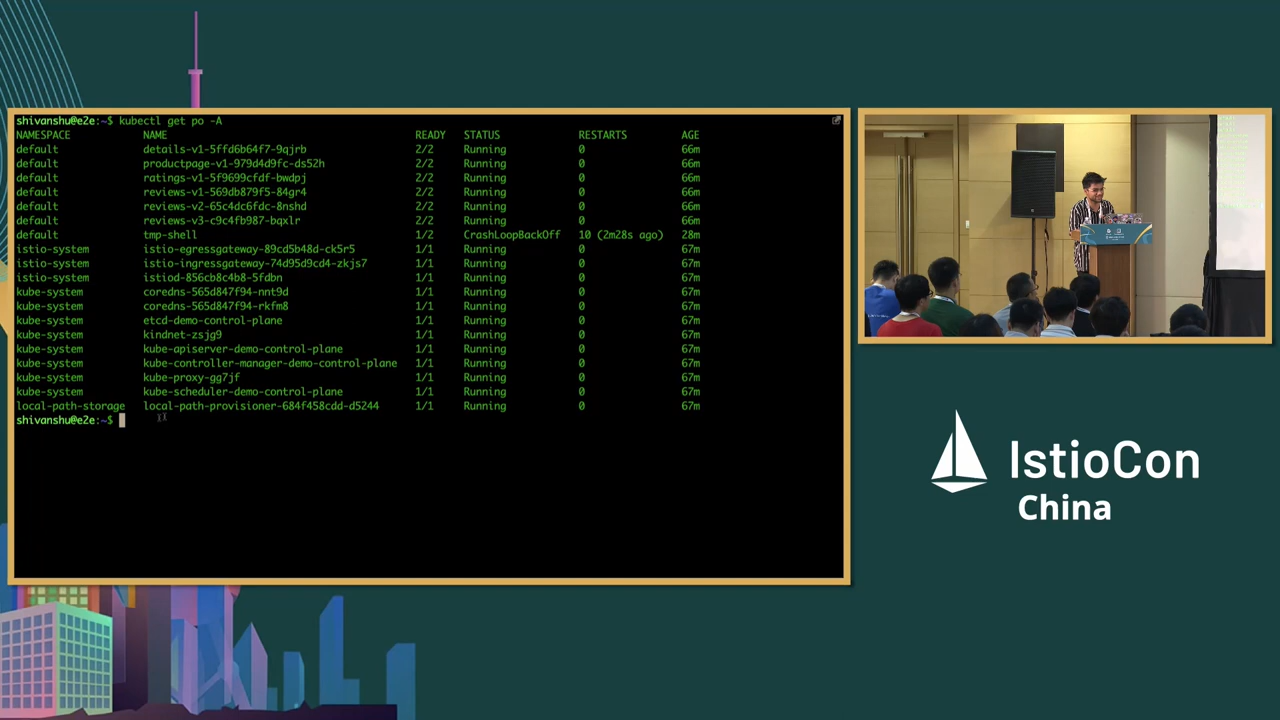 shivanshu@e2e:~$ kubectl get po -A
NAMESPACE NAME READY STATUS RESTARTS AGE
default details-v1-5ffd6b64f7-9qjrb 2/2 Running 0 66m
default productpage-v1-979d4d9fc-ds52h 2/2 Running 0 66m
default ratings-v1-5f9699cfdf-bwdpj 2/2 Running 0 66m
default reviews-v1-569db879f5-84gr4 2/2 Running 0 66m
default reviews-v2-65c4dc6fdc-8nshd 2/2 Running 0 66m
default reviews-v3-c9c4fb987-bqxlr 2/2 Running 0 66m
default tmp-shell 1/2 CrashLoopBackOff 10 (2m28s ago) 28m
istio-system istio-egressgateway-89cd5b48d-ck5r5 1/1 Running 0 67m
istio-system istio-ingressgateway-74d95d9cd4-zkjs7 1/1 Running 0 67m
istio-system istiod-856cb8c4b8-5fdbn 1/1 Running 0 67m
kube-system coredns-565d847f94-nnt9d 1/1 Running 0 67m
kube-system coredns-565d847f94-rkfm8 1/1 Running 0 67m
kube-system etcd-demo-control-plane 1/1 Running 0 67m
kube-system kindnet-zsjg9 1/1 Running 0 67m
kube-system kube-apiserver-demo-control-plane 1/1 Running 0 67m
kube-system kube-controller-manager-demo-control-plane 1/1 Running 0 67m
kube-system kube-proxy-gg7jf 1/1 Running 0 67m
kube-system kube-scheduler-demo-control-plane 1/1 Running 0 67m
local-path-storage local-path-provisioner-684f458cdd-d5244 1/1 Running 0 67m
shivanshu@e2e:~$
IstioCon
China